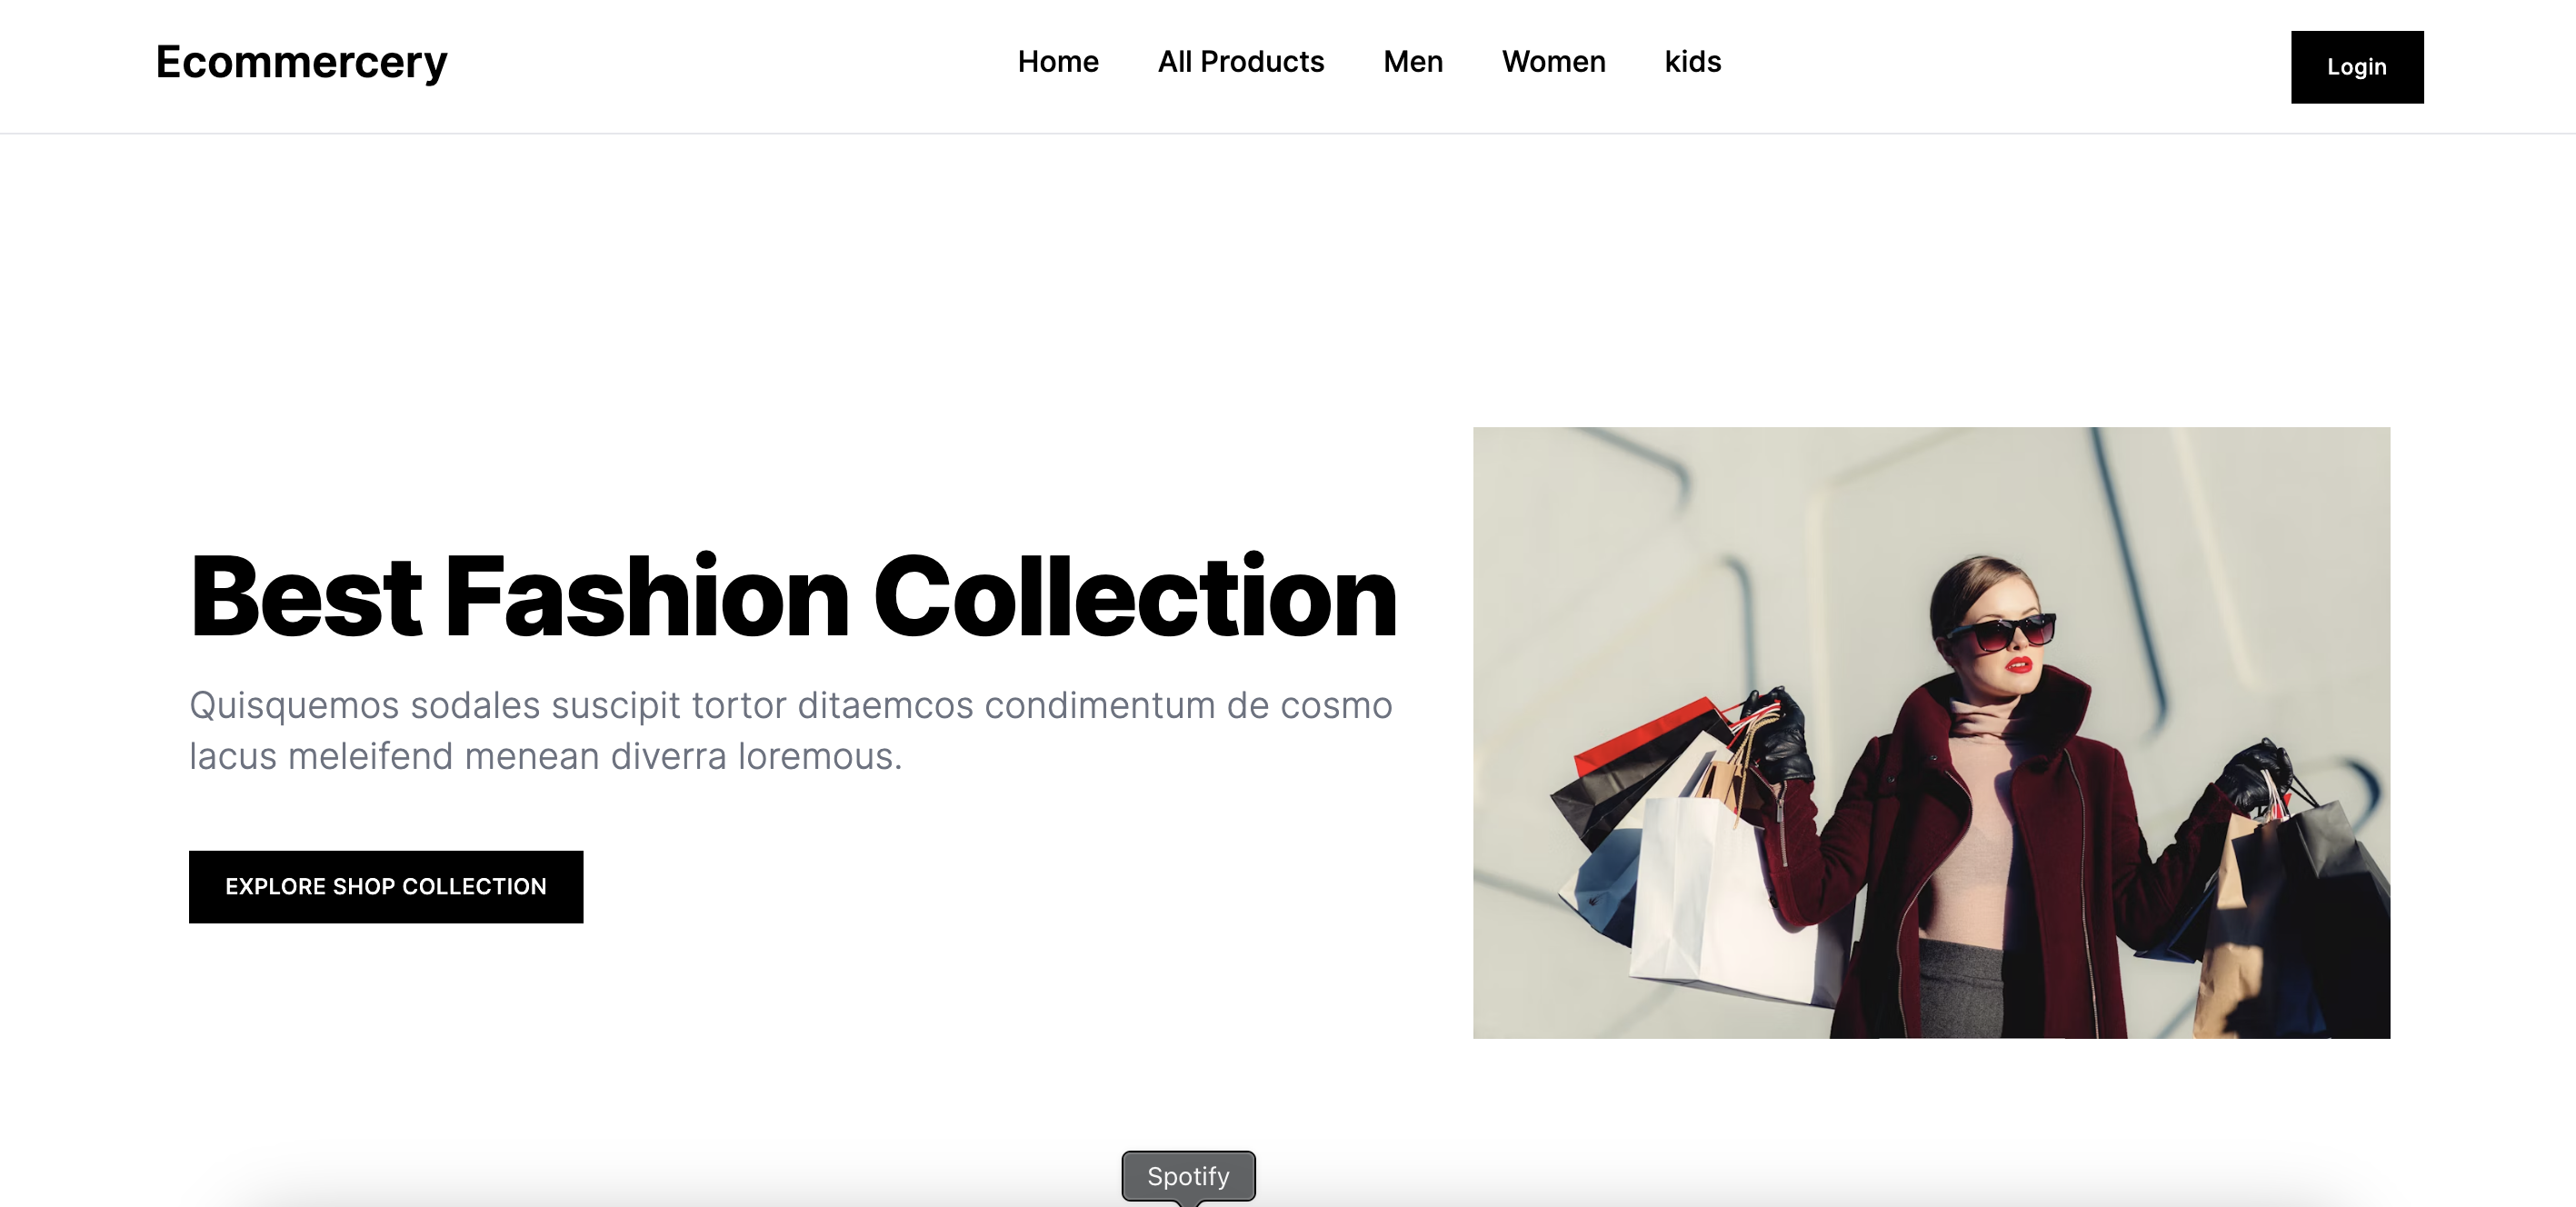 Ecommercery
Home All Products Men Women kids
Login
Best Fashion Collection
Quisquemos sodales suscipit tortor ditaemcos condimentum de cosmo
lacus meleifend menean diverra loremous.
EXPLORE SHOP COLLECTION
Spotify